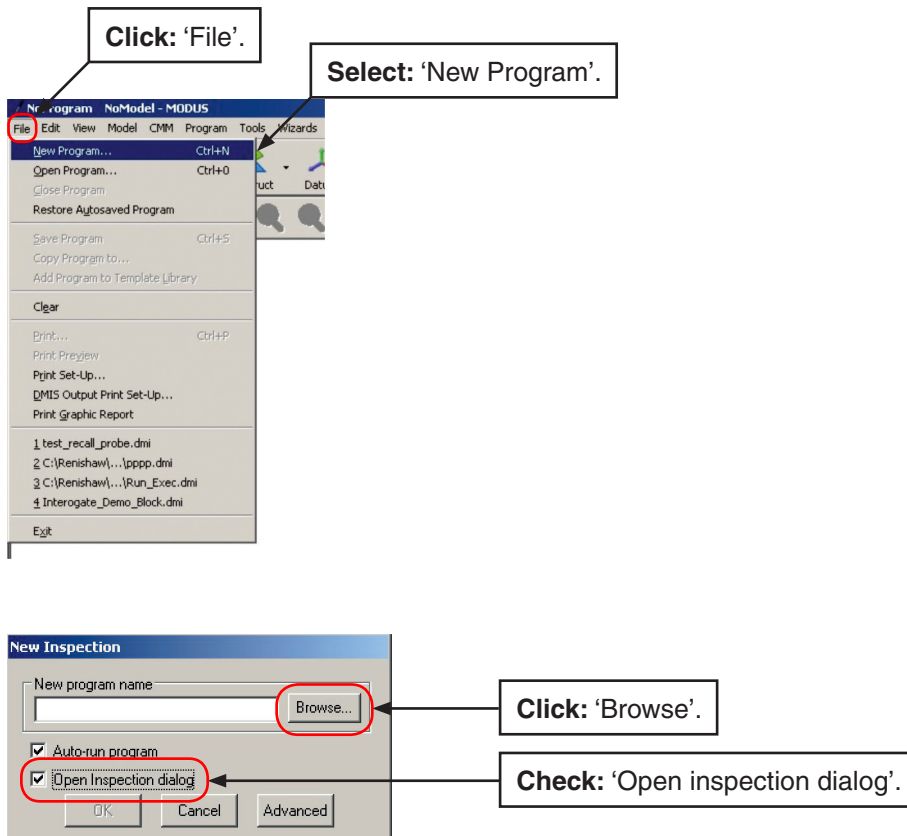 Click: ‘File’.
Select: ‘New Program’.
Program NoModel - MODUS
File Edit View Model CMM Program Tools Wizards
New Program... Ctrl+N
Open Program... Ctrl+O
Close Program
Restore Autosaved Program
uct Datu
Save Program Ctrl+S
Copy Program to...
Add Program to Template Library
Clear
Print... Ctrl+P
Print Preview
Print Set-Up...
DMIS Output Print Set-Up...
Print Graphic Report
1 test_recall_probe.dmi
2 C:\Renishaw\...\pppp.dmi
3 C:\Renishaw\...\Run_Exec.dmi
4 Interogate_Demo_Block.dmi
Exit
New Inspection
New program name
Browse...
Click: ‘Browse’.
Auto-run program
Open Inspection dialog
Check: ‘Open inspection dialog’.
OK Cancel Advanced